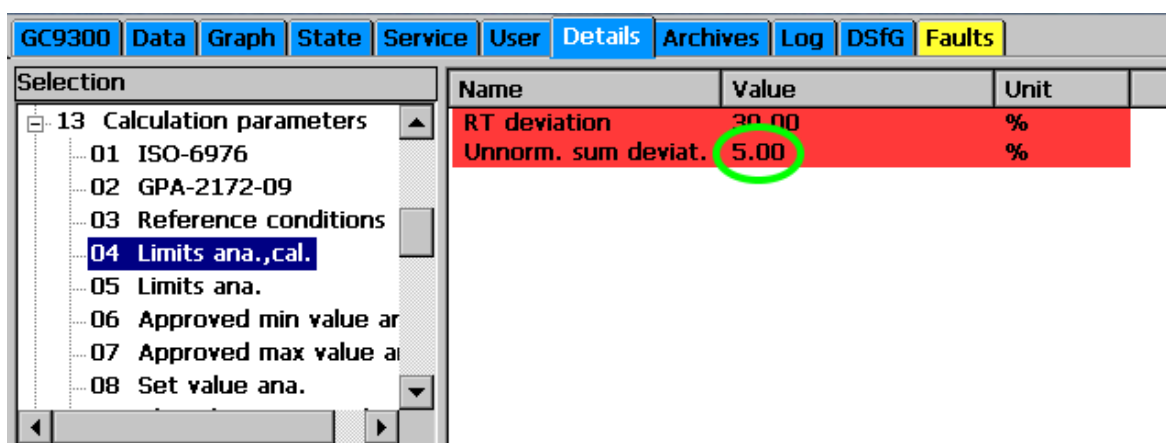 GC9300 Data Graph State Service User Details Archives Log DSfG Faults
Selection
13 Calculation parameters
01 ISO-6976
02 GPA-2172-09
03 Reference conditions
04 Limits ana.,cal.
05 Limits ana.
06 Approved min value ar
07 Approved max value a
08 Set value ana.
Name Value Unit
RT deviation 30.00 %
Unnorm. sum deviat. 5.00 %